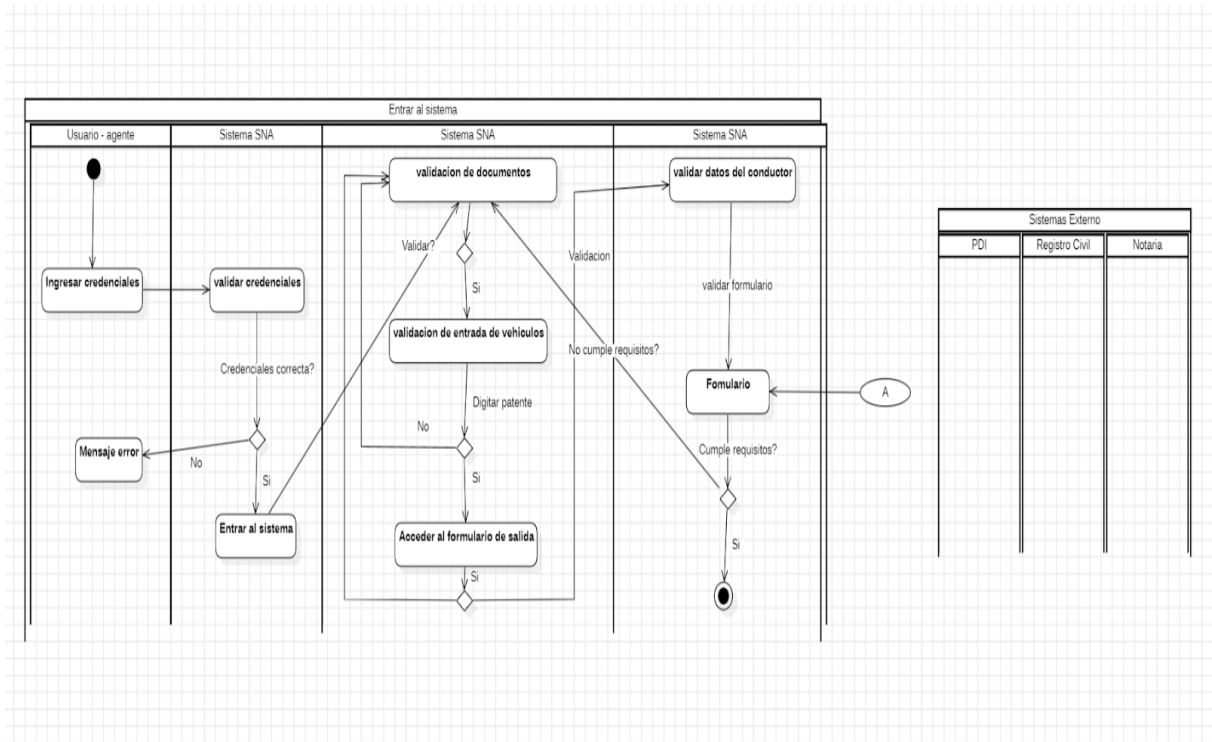 Entrar al sistema
Usuario - agente
Sistema SNA
Sistema SNA
Sistema SNA
Ingresar credenciales
validar credenciales
Credenciales correcta?
Mensaje error
No
Si
Entrar al sistema
validacion de documentos
Validar?
Si
validacion de entrada de vehiculos
Digitar patente
No
Si
Acceder al formulario de salida
Si
Validacion
No cumple requisitos?
validar datos del conductor
validar formulario
Fomulario
A
Cumple requisitos?
Si
Sistemas Externo
PDI
Registro Civil
Notaria